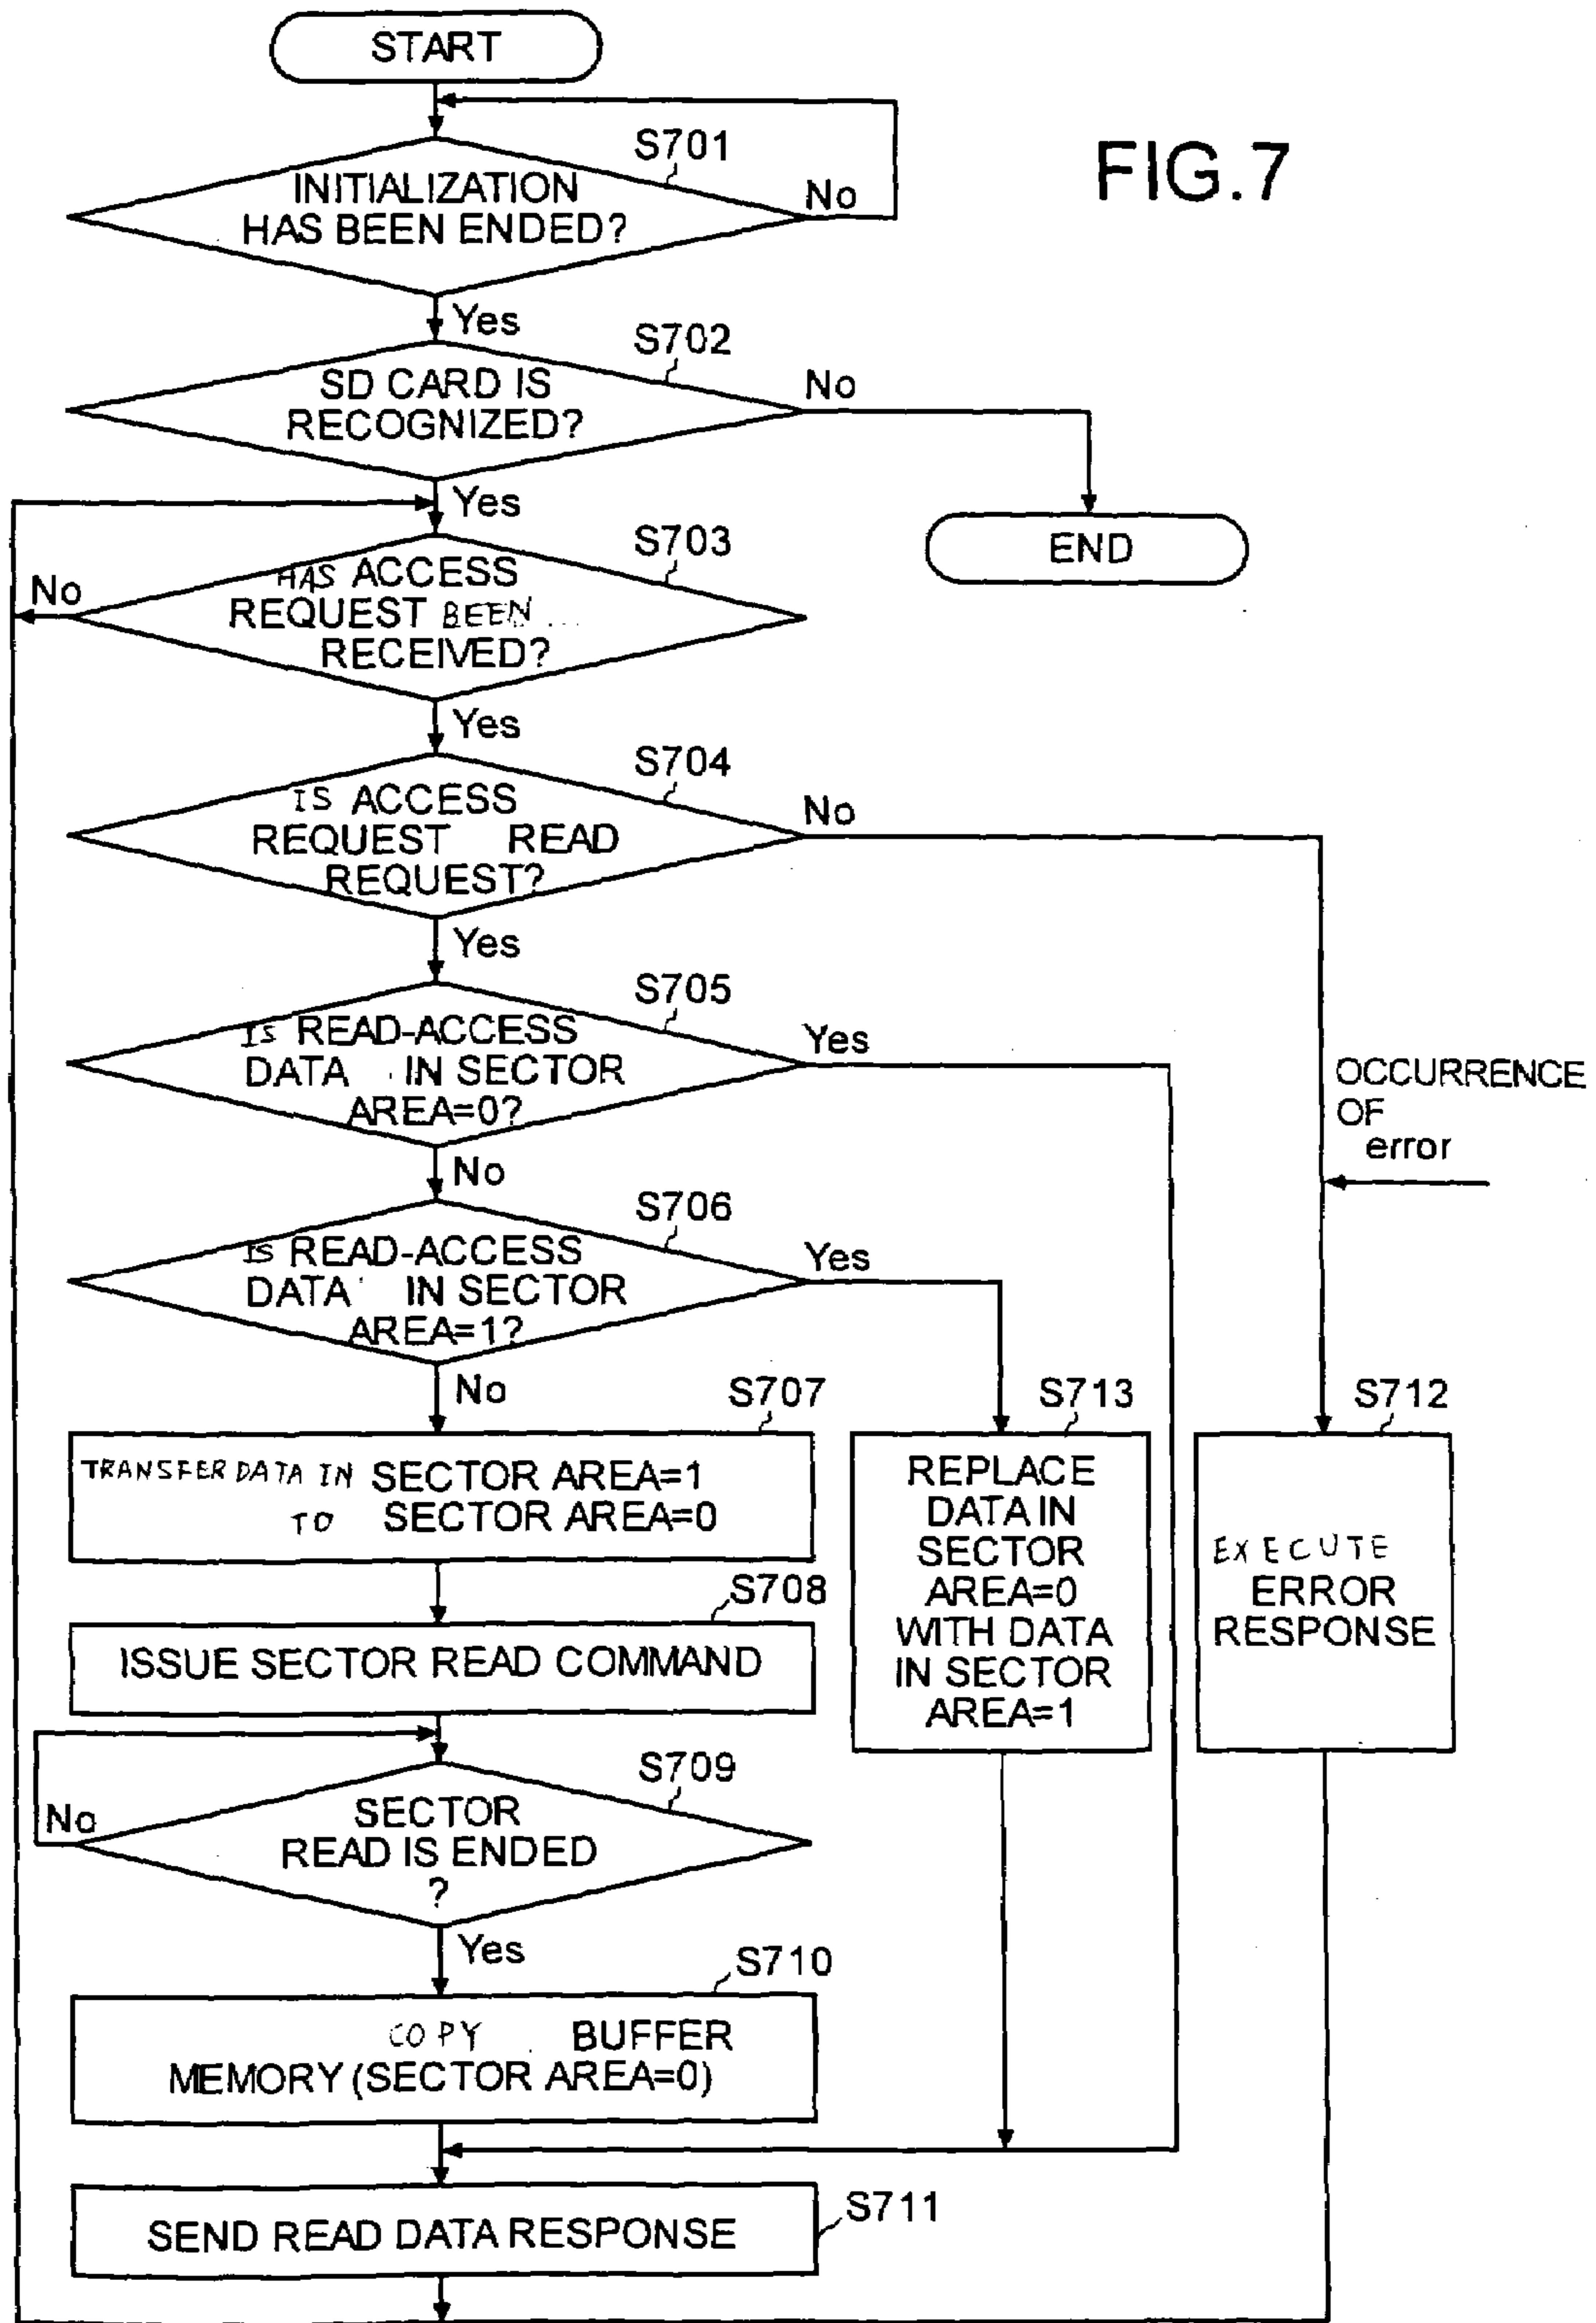 START
FIG.7
S701
INITIALIZATION
HAS BEEN ENDED?
No
Yes
S702
SD CARD IS
RECOGNIZED?
No
Yes
END
S703
HAS ACCESS
REQUEST BEEN
RECEIVED?
No
Yes
S704
IS ACCESS
REQUEST READ
REQUEST?
No
Yes
S705
IS READ-ACCESS
DATA IN SECTOR
AREA=0?
Yes
No
OCCURRENCE
OF
error
S706
IS READ-ACCESS
DATA IN SECTOR
AREA=1?
Yes
No
S707
TRANSFER DATA IN SECTOR AREA=1
TO SECTOR AREA=0
S713
REPLACE
DATA IN
SECTOR
AREA=0
WITH DATA
IN SECTOR
AREA=1
S712
EXECUTE
ERROR
RESPONSE
S708
ISSUE SECTOR READ COMMAND
S709
SECTOR
READ IS ENDED
?
No
Yes
S710
COPY BUFFER
MEMORY (SECTOR AREA=0)
S711
SEND READ DATA RESPONSE